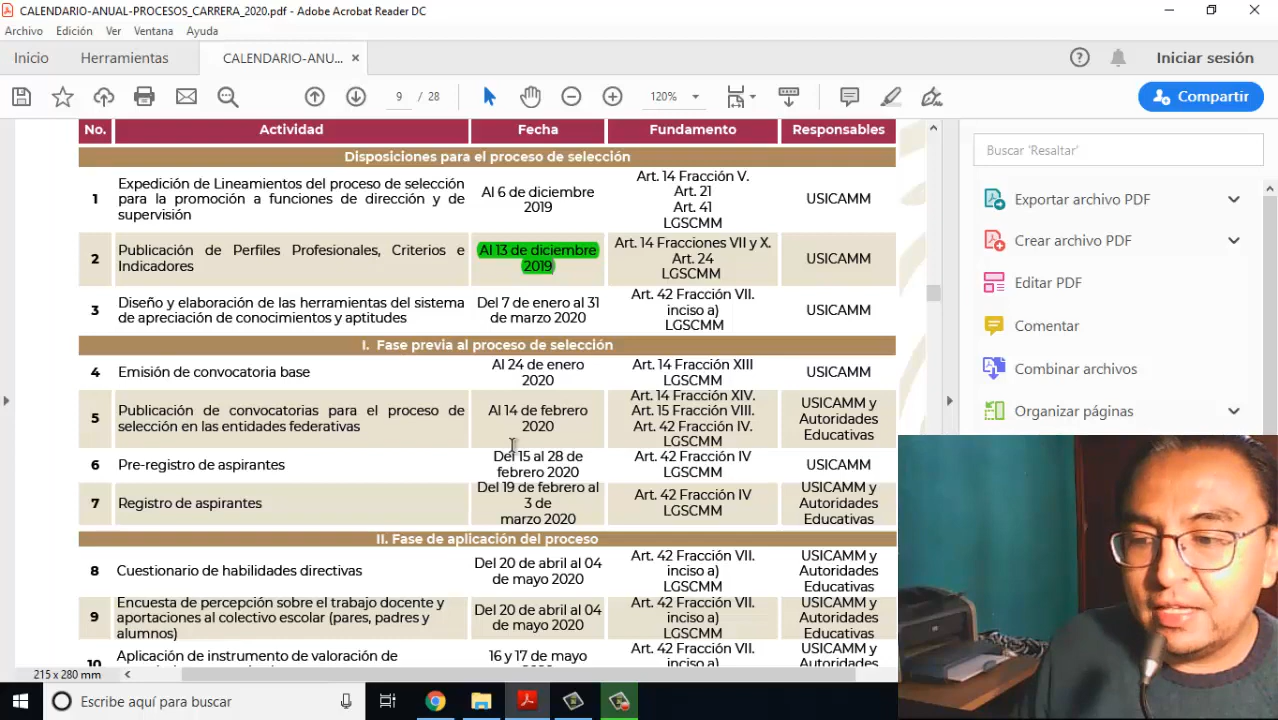 CALENDARIO-ANUAL-PROCESOS_CARRERA_2020.pdf - Adobe Acrobat Reader DC
Archivo Edición Ver Ventana Ayuda
Inicio Herramientas CALENDARIO-ANU... × Iniciar sesión
9 / 28 120% Compartir
No. Actividad Fecha Fundamento Responsables
Disposiciones para el proceso de selección
1
Expedición de Lineamientos del proceso de selección
para la promoción a funciones de dirección y de
supervisión
Al 6 de diciembre
2019
Art. 14 Fracción V.
Art. 21
Art. 41
LGSCMM
USICAMM
2
Publicación de Perfiles Profesionales, Criterios e
Indicadores
Al 13 de diciembre
2019
Art. 14 Fracciones VII y X.
Art. 24
LGSCMM
USICAMM
3
Diseño y elaboración de las herramientas del sistema
de apreciación de conocimientos y aptitudes
Del 7 de enero al 31
de marzo 2020
Art. 42 Fracción VII.
inciso a)
LGSCMM
USICAMM
I. Fase previa al proceso de selección
4
Emisión de convocatoria base
Al 24 de enero
2020
Art. 14 Fracción XIII
LGSCMM
USICAMM
5
Publicación de convocatorias para el proceso de
selección en las entidades federativas
Al 14 de febrero
2020
Art. 14 Fracción XIV.
Art. 15 Fracción VIII.
Art. 42 Fracción IV.
LGSCMM
USICAMM y
Autoridades
Educativas
6
Pre-registro de aspirantes
Del 15 al 28 de
febrero 2020
Art. 42 Fracción IV
LGSCMM
USICAMM
7
Registro de aspirantes
Del 19 de febrero al
3 de
marzo 2020
Art. 42 Fracción IV
LGSCMM
USICAMM y
Autoridades
Educativas
II. Fase de aplicación del proceso
8
Cuestionario de habilidades directivas
Del 20 de abril al 04
de mayo 2020
Art. 42 Fracción VII.
inciso a)
LGSCMM
USICAMM y
Autoridades
Educativas
9
Encuesta de percepción sobre el trabajo docente y
aportaciones al colectivo escolar (pares, padres y
alumnos)
Del 20 de abril al 04
de mayo 2020
Art. 42 Fracción VII.
inciso a)
LGSCMM
USICAMM y
Autoridades
Educativas
10
Aplicación de instrumento de valoración de
16 y 17 de mayo
Art. 42 Fracción VII.
inciso a)
USICAMM y
Autoridades
Buscar 'Resaltar'
Exportar archivo PDF
Crear archivo PDF
Editar PDF
Comentar
Combinar archivos
Organizar páginas
215 x 280 mm
Escribe aquí para buscar